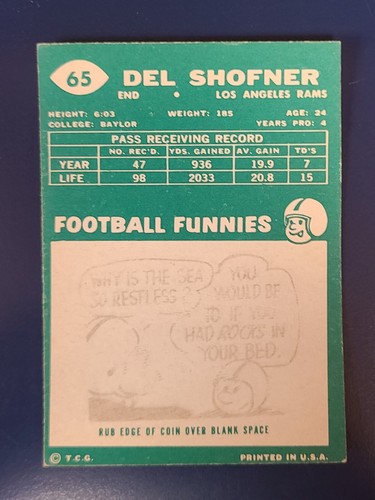 65
DEL SHOFNER
END • LOS ANGELES RAMS
HEIGHT: 6:03 WEIGHT: 185 AGE: 24
COLLEGE: BAYLOR YEARS PRO: 4
PASS RECEIVING RECORD
NO. REC'D. YDS. GAINED AV. GAIN TD'S
YEAR 47 936 19.9 7
LIFE 98 2033 20.8 15
FOOTBALL FUNNIES
WHY IS THE SEA
SO RESTLESS?
YOU
WOULD BE
TO IF YOU
HAD ROCKS IN
YOUR BED.
RUB EDGE OF COIN OVER BLANK SPACE
© T.C.G. PRINTED IN U.S.A.